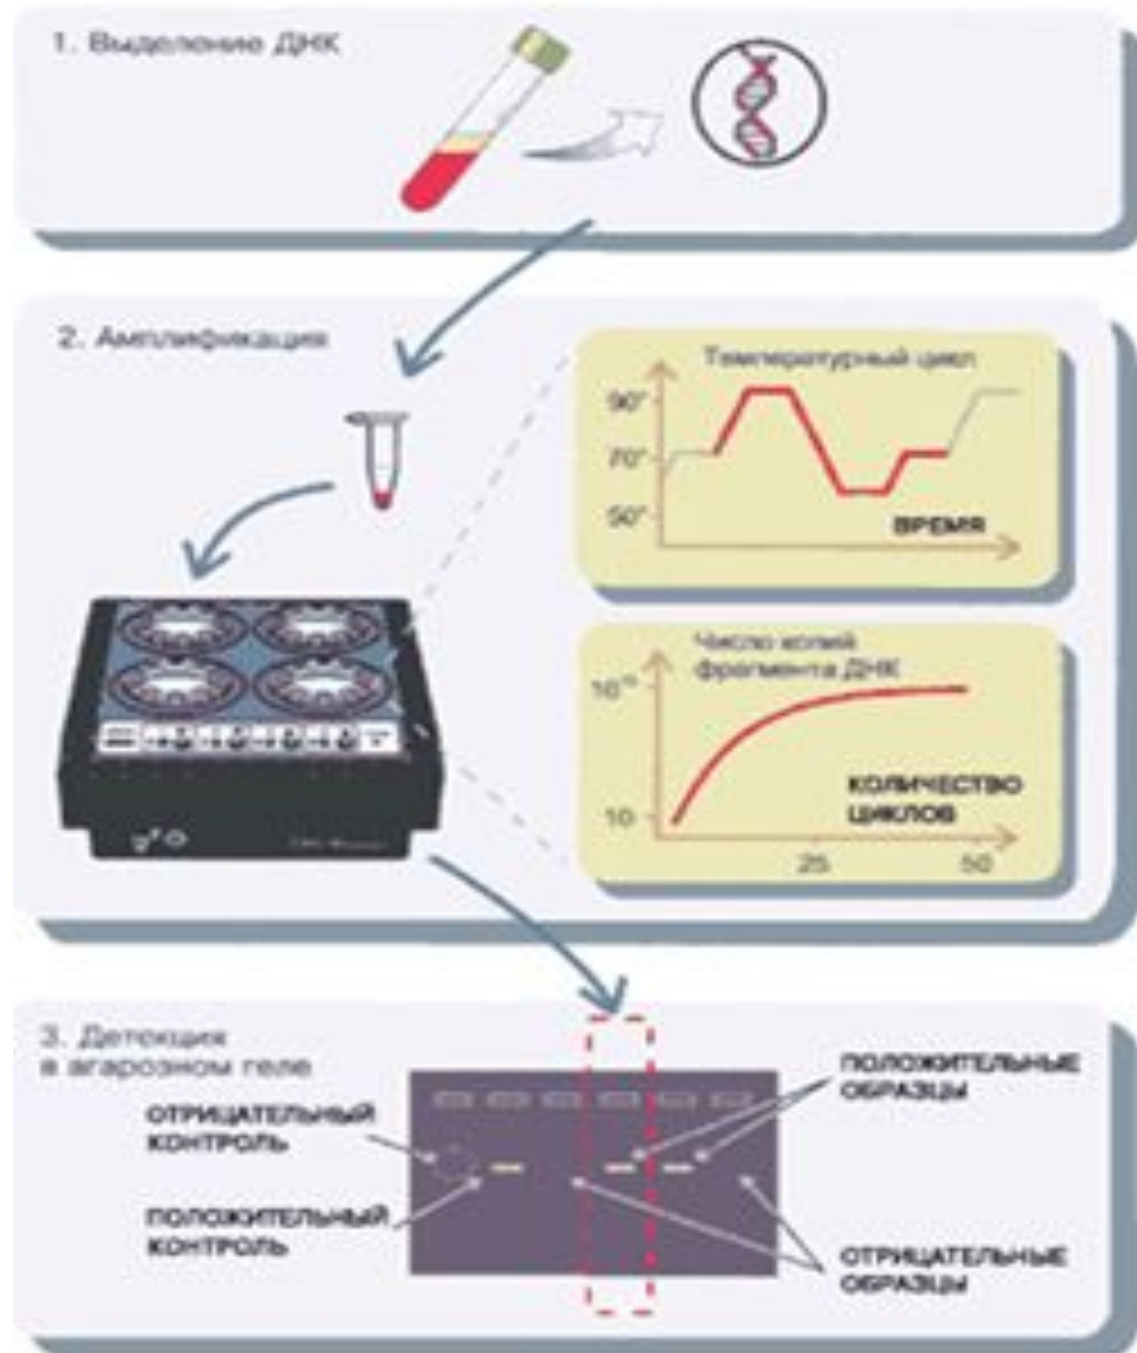 1. Выделение ДНК
2. Амплификация
Температурный цикл
90°
70°
50°
ВРЕМЯ
Число копий
фрагмента ДНК
10
КОЛИЧЕСТВО
ЦИКЛОВ
25
50
3. Детекция
в агарозном геле
ОТРИЦАТЕЛЬНЫЙ
КОНТРОЛЬ
ПОЛОЖИТЕЛЬНЫЙ
КОНТРОЛЬ
ПОЛОЖИТЕЛЬНЫЕ
ОБРАЗЦЫ
ОТРИЦАТЕЛЬНЫЕ
ОБРАЗЦЫ